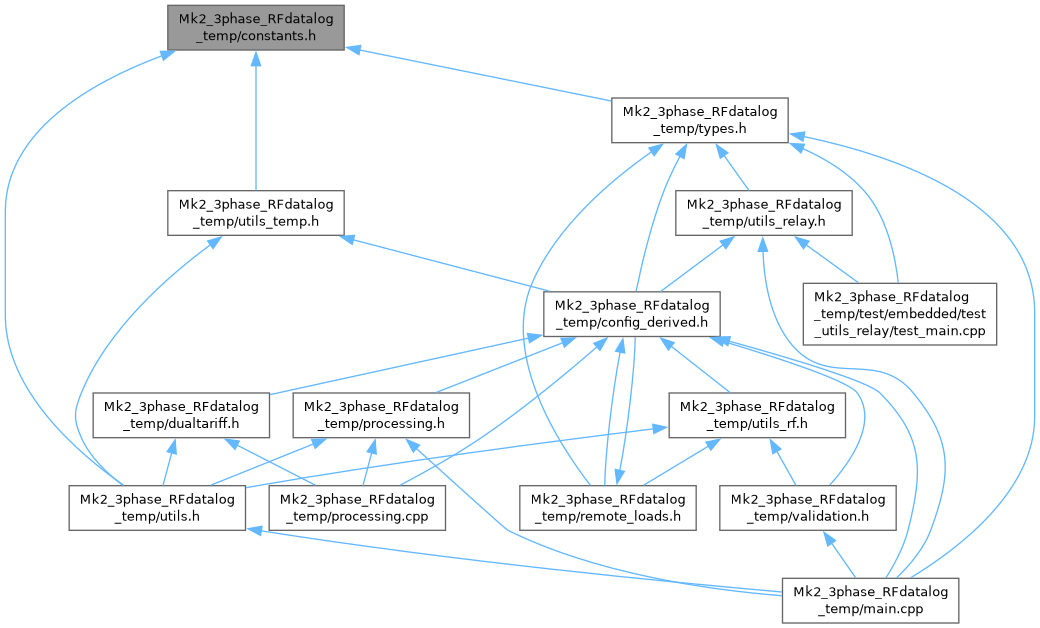 Mk2_3phase_RFdatalog
_temp/constants.h
Mk2_3phase_RFdatalog
_temp/types.h
Mk2_3phase_RFdatalog
_temp/utils_temp.h
Mk2_3phase_RFdatalog
_temp/utils_relay.h
Mk2_3phase_RFdatalog
_temp/config_derived.h
Mk2_3phase_RFdatalog
_temp/test/embedded/test
_utils_relay/test_main.cpp
Mk2_3phase_RFdatalog
_temp/dualtariff.h
Mk2_3phase_RFdatalog
_temp/processing.h
Mk2_3phase_RFdatalog
_temp/utils_rf.h
Mk2_3phase_RFdatalog
_temp/utils.h
Mk2_3phase_RFdatalog
_temp/processing.cpp
Mk2_3phase_RFdatalog
_temp/remote_loads.h
Mk2_3phase_RFdatalog
_temp/validation.h
Mk2_3phase_RFdatalog
_temp/main.cpp